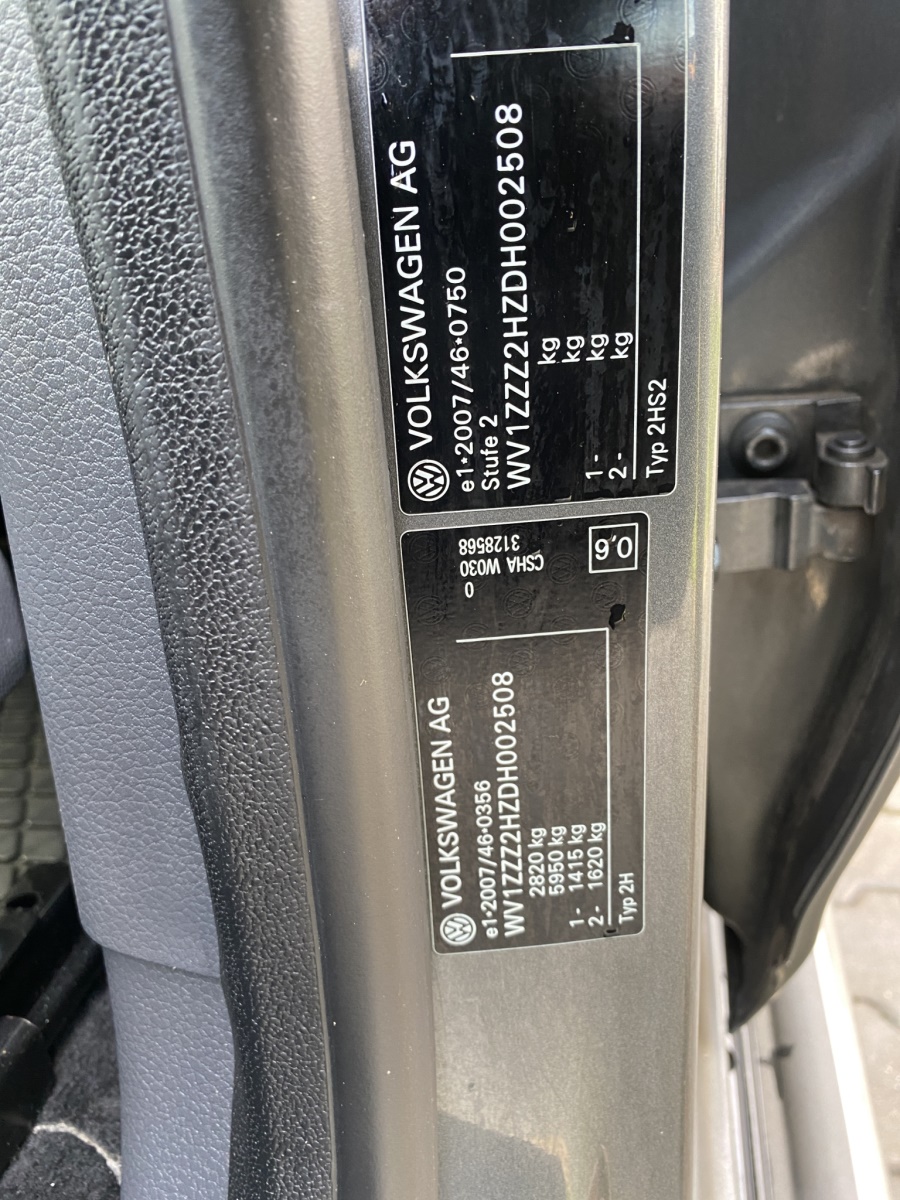 VOLKSWAGEN AG
e1*2007/46*0750
Stufe 2
WV1ZZZ2HZDH002508
kg
kg
1- kg
2- kg
Typ 2HS2
VOLKSWAGEN AG
e1*2007/46*0356
WV1ZZZ2HZDH002508
2820 kg
5950 kg
1- 1415 kg
2- 1620 kg
Typ 2H
3128568
0 CSHA W030
0,6